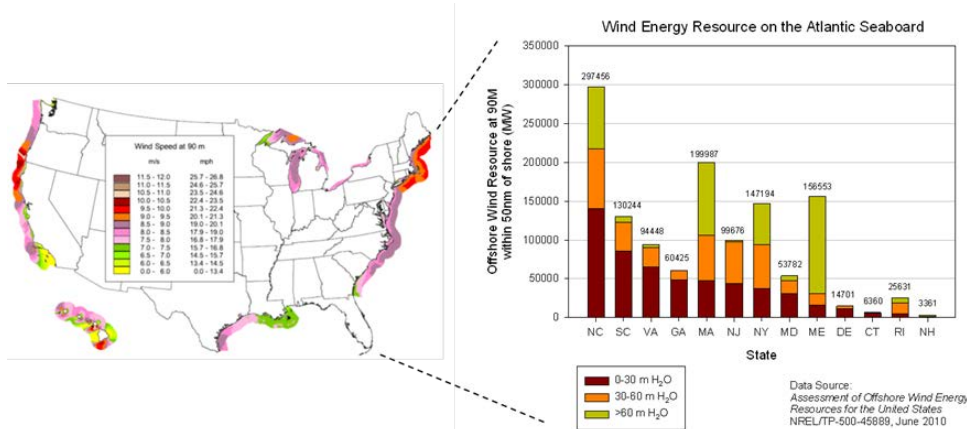 Wind Speed at 90 m
m/s mph
11.5 - 12.0 25.7 - 26.8
11.0 - 11.5 24.6 - 25.7
10.5 - 11.0 23.5 - 24.6
10.0 - 10.5 22.4 - 23.5
9.5 - 10.0 21.3 - 22.4
9.0 - 9.5 20.1 - 21.3
8.5 - 9.0 19.0 - 20.1
8.0 - 8.5 17.9 - 19.0
7.5 - 8.0 16.8 - 17.9
7.0 - 7.5 15.7 - 16.8
6.5 - 7.0 14.5 - 15.7
6.0 - 6.5 13.4 - 14.5
0.0 - 6.0 0.0 - 13.4
Wind Energy Resource on the Atlantic Seaboard
Offshore Wind Resource at 90M
within 50nm of shore (MW)
350000
300000
250000
200000
150000
100000
50000
0
297456
130244
94448
60425
199987
99676
147194
53782
156553
14701
6360
25631
3361
NC SC VA GA MA NJ NY MD ME DE CT RI NH
State
0-30 m H₂O
30-60 m H₂O
>60 m H₂O
Data Source:
Assessment of Offshore Wind Energy
Resources for the United States
NREL/TP-500-45889, June 2010